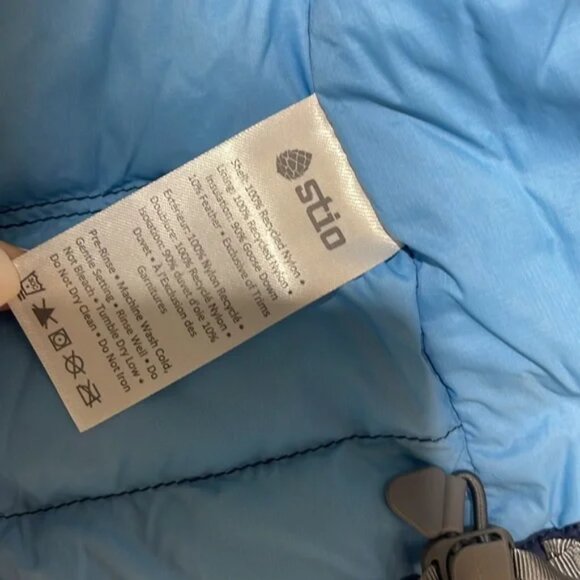 stio
Shell: 100% Recycled Nylon •
Lining: 100% Recycled Nylon •
Insulation: 90% Goose Down
10% Feather • Exclusive of Trims
Extérieur: 100% Nylon Recyclé •
Doublure: 100% Recyclé Nylon •
Isolation: 90% duvet d'oie 10%
Duvet • À l'Exclusion des
Garnitures
Pre-Rinse • Machine Wash Cold,
Gentle Setting • Rinse Well • Do
Not Bleach • Tumble Dry Low •
Do Not Dry Clean • Do Not Iron